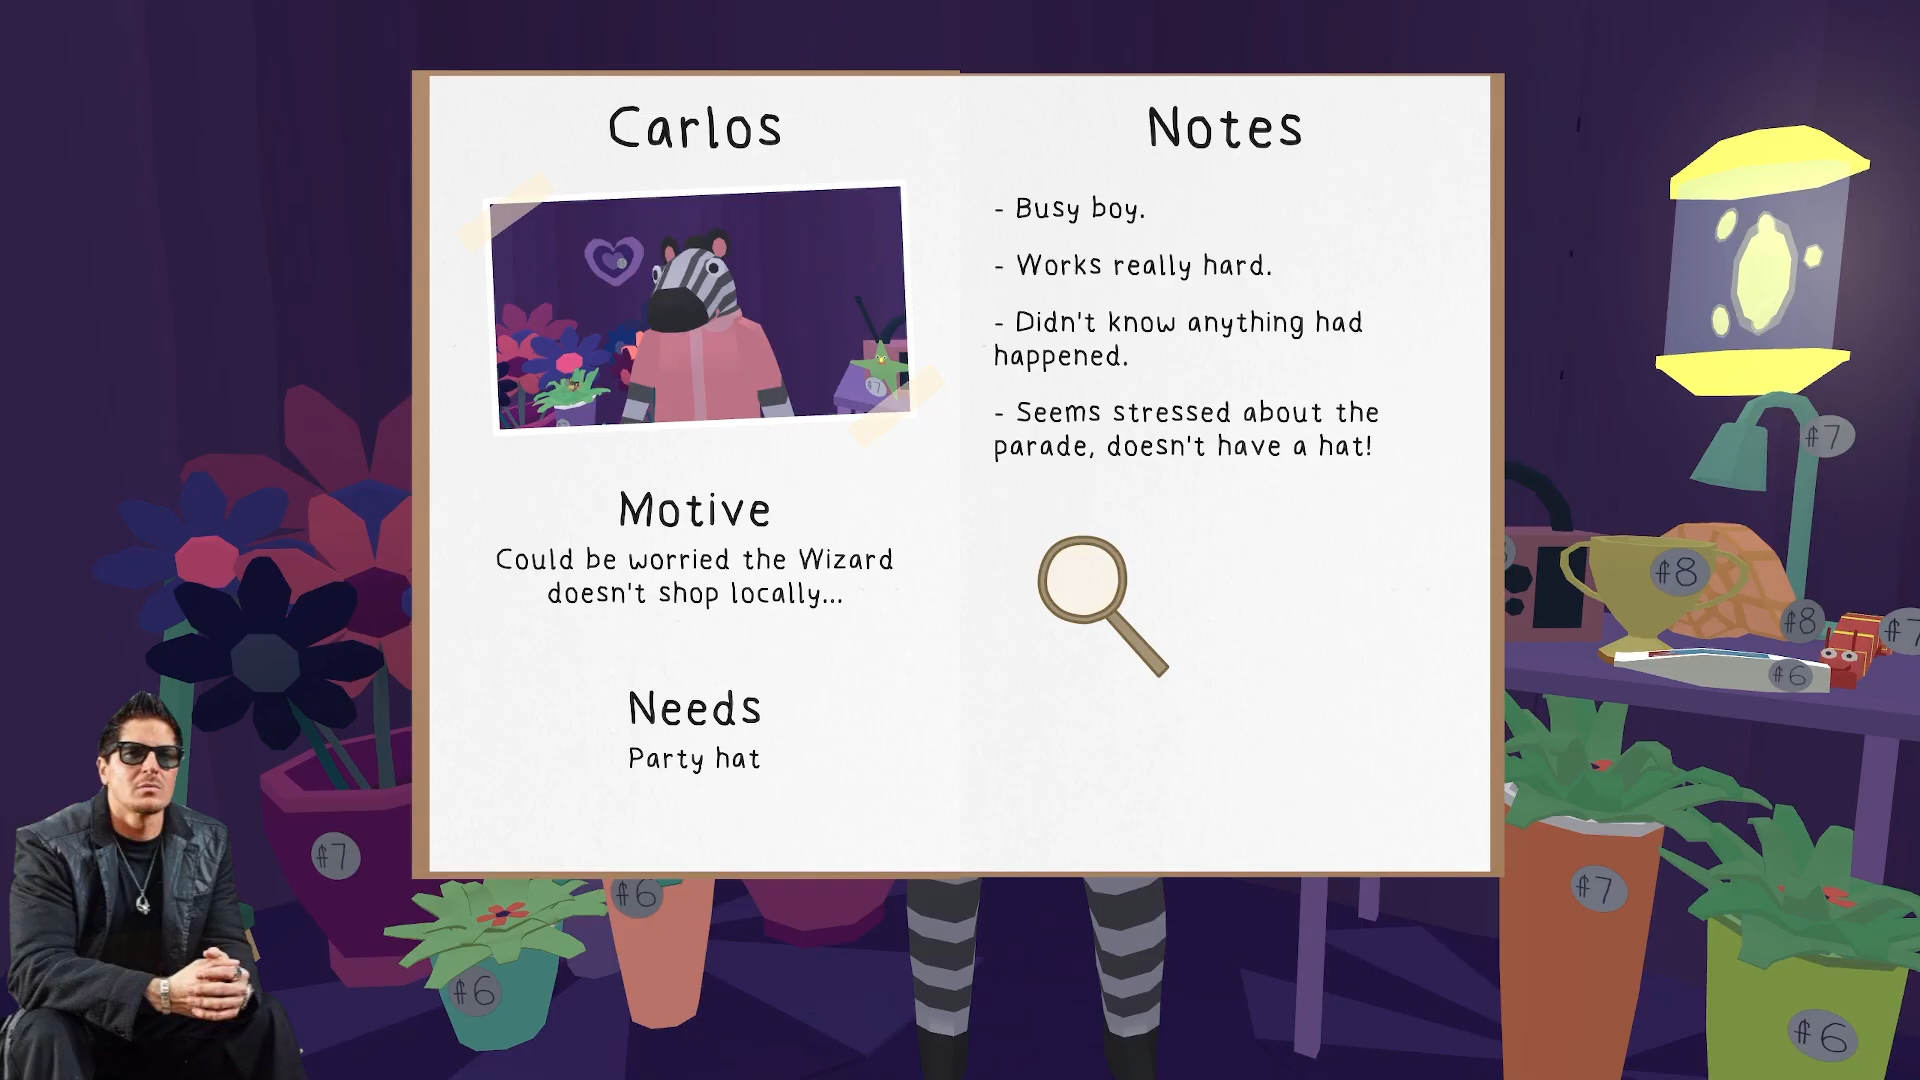 Carlos
Notes
- Busy boy.
- Works really hard.
- Didn't know anything had
happened.
- Seems stressed about the
parade, doesn't have a hat!
Motive
Could be worried the Wizard
doesn't shop locally...
Needs
Party hat
#7
#8
#8
#7
#6
#7
#6
#6
#7
#6
#7